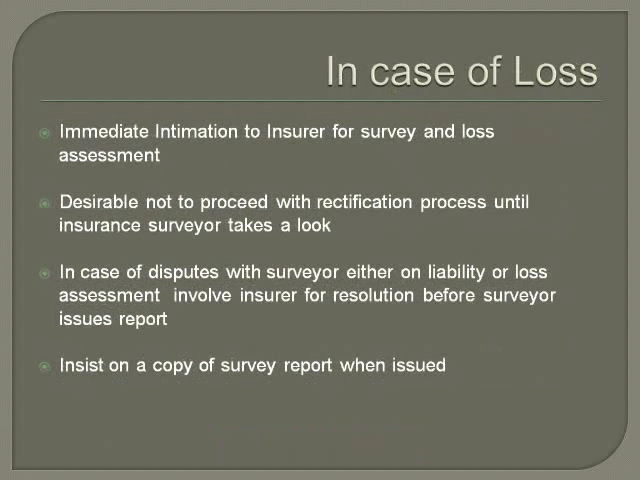 In case of Loss
Immediate Intimation to Insurer for survey and loss
assessment
Desirable not to proceed with rectification process until
insurance surveyor takes a look
In case of disputes with surveyor either on liability or loss
assessment  involve insurer for resolution before surveyor
issues report
Insist on a copy of survey report when issued